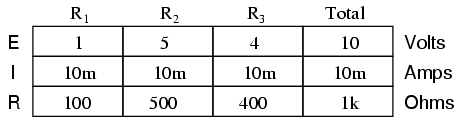 R₁ R₂ R₃ Total
E 1 5 4 10 Volts
I 10m 10m 10m 10m Amps
R 100 500 400 1k Ohms